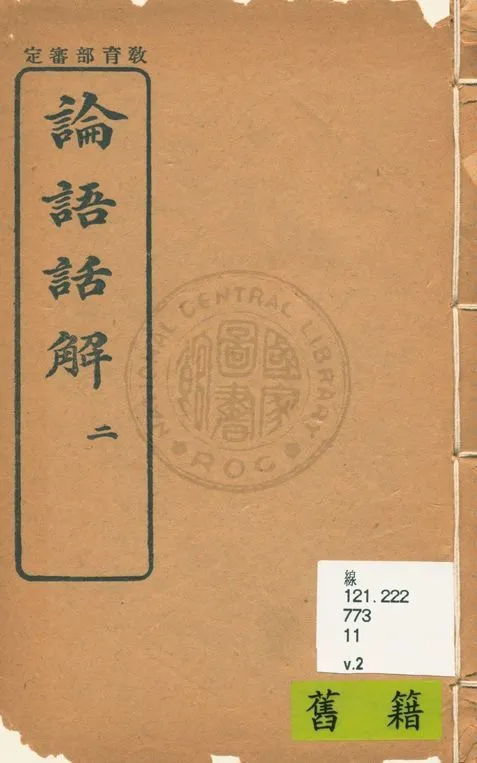 教育部審定
論語話解
二
NATIONAL CENTRAL LIBRARY
國家圖書館
ROC
線
121.222
773
11
v.2
舊籍